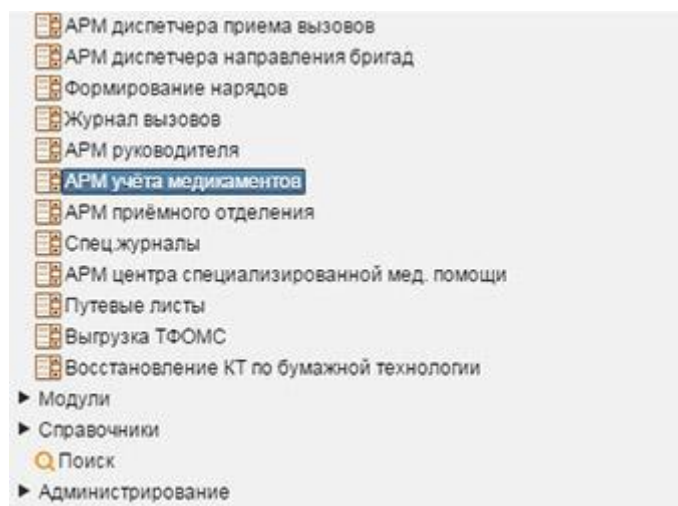 АРМ диспетчера приема вызовов
АРМ диспетчера направления бригад
Формирование нарядов
Журнал вызовов
АРМ руководителя
АРМ учёта медикаментов
АРМ приёмного отделения
Спец.журналы
АРМ центра специализированной мед. помощи
Путевые листы
Выгрузка ТФОМС
Восстановление КТ по бумажной технологии
Модули
Справочники
Поиск
Администрирование